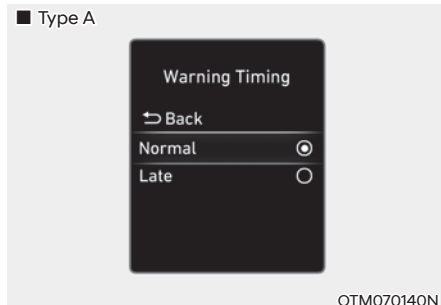 ■ Type A
Warning Timing
Back
Normal
Late
OTM070140N